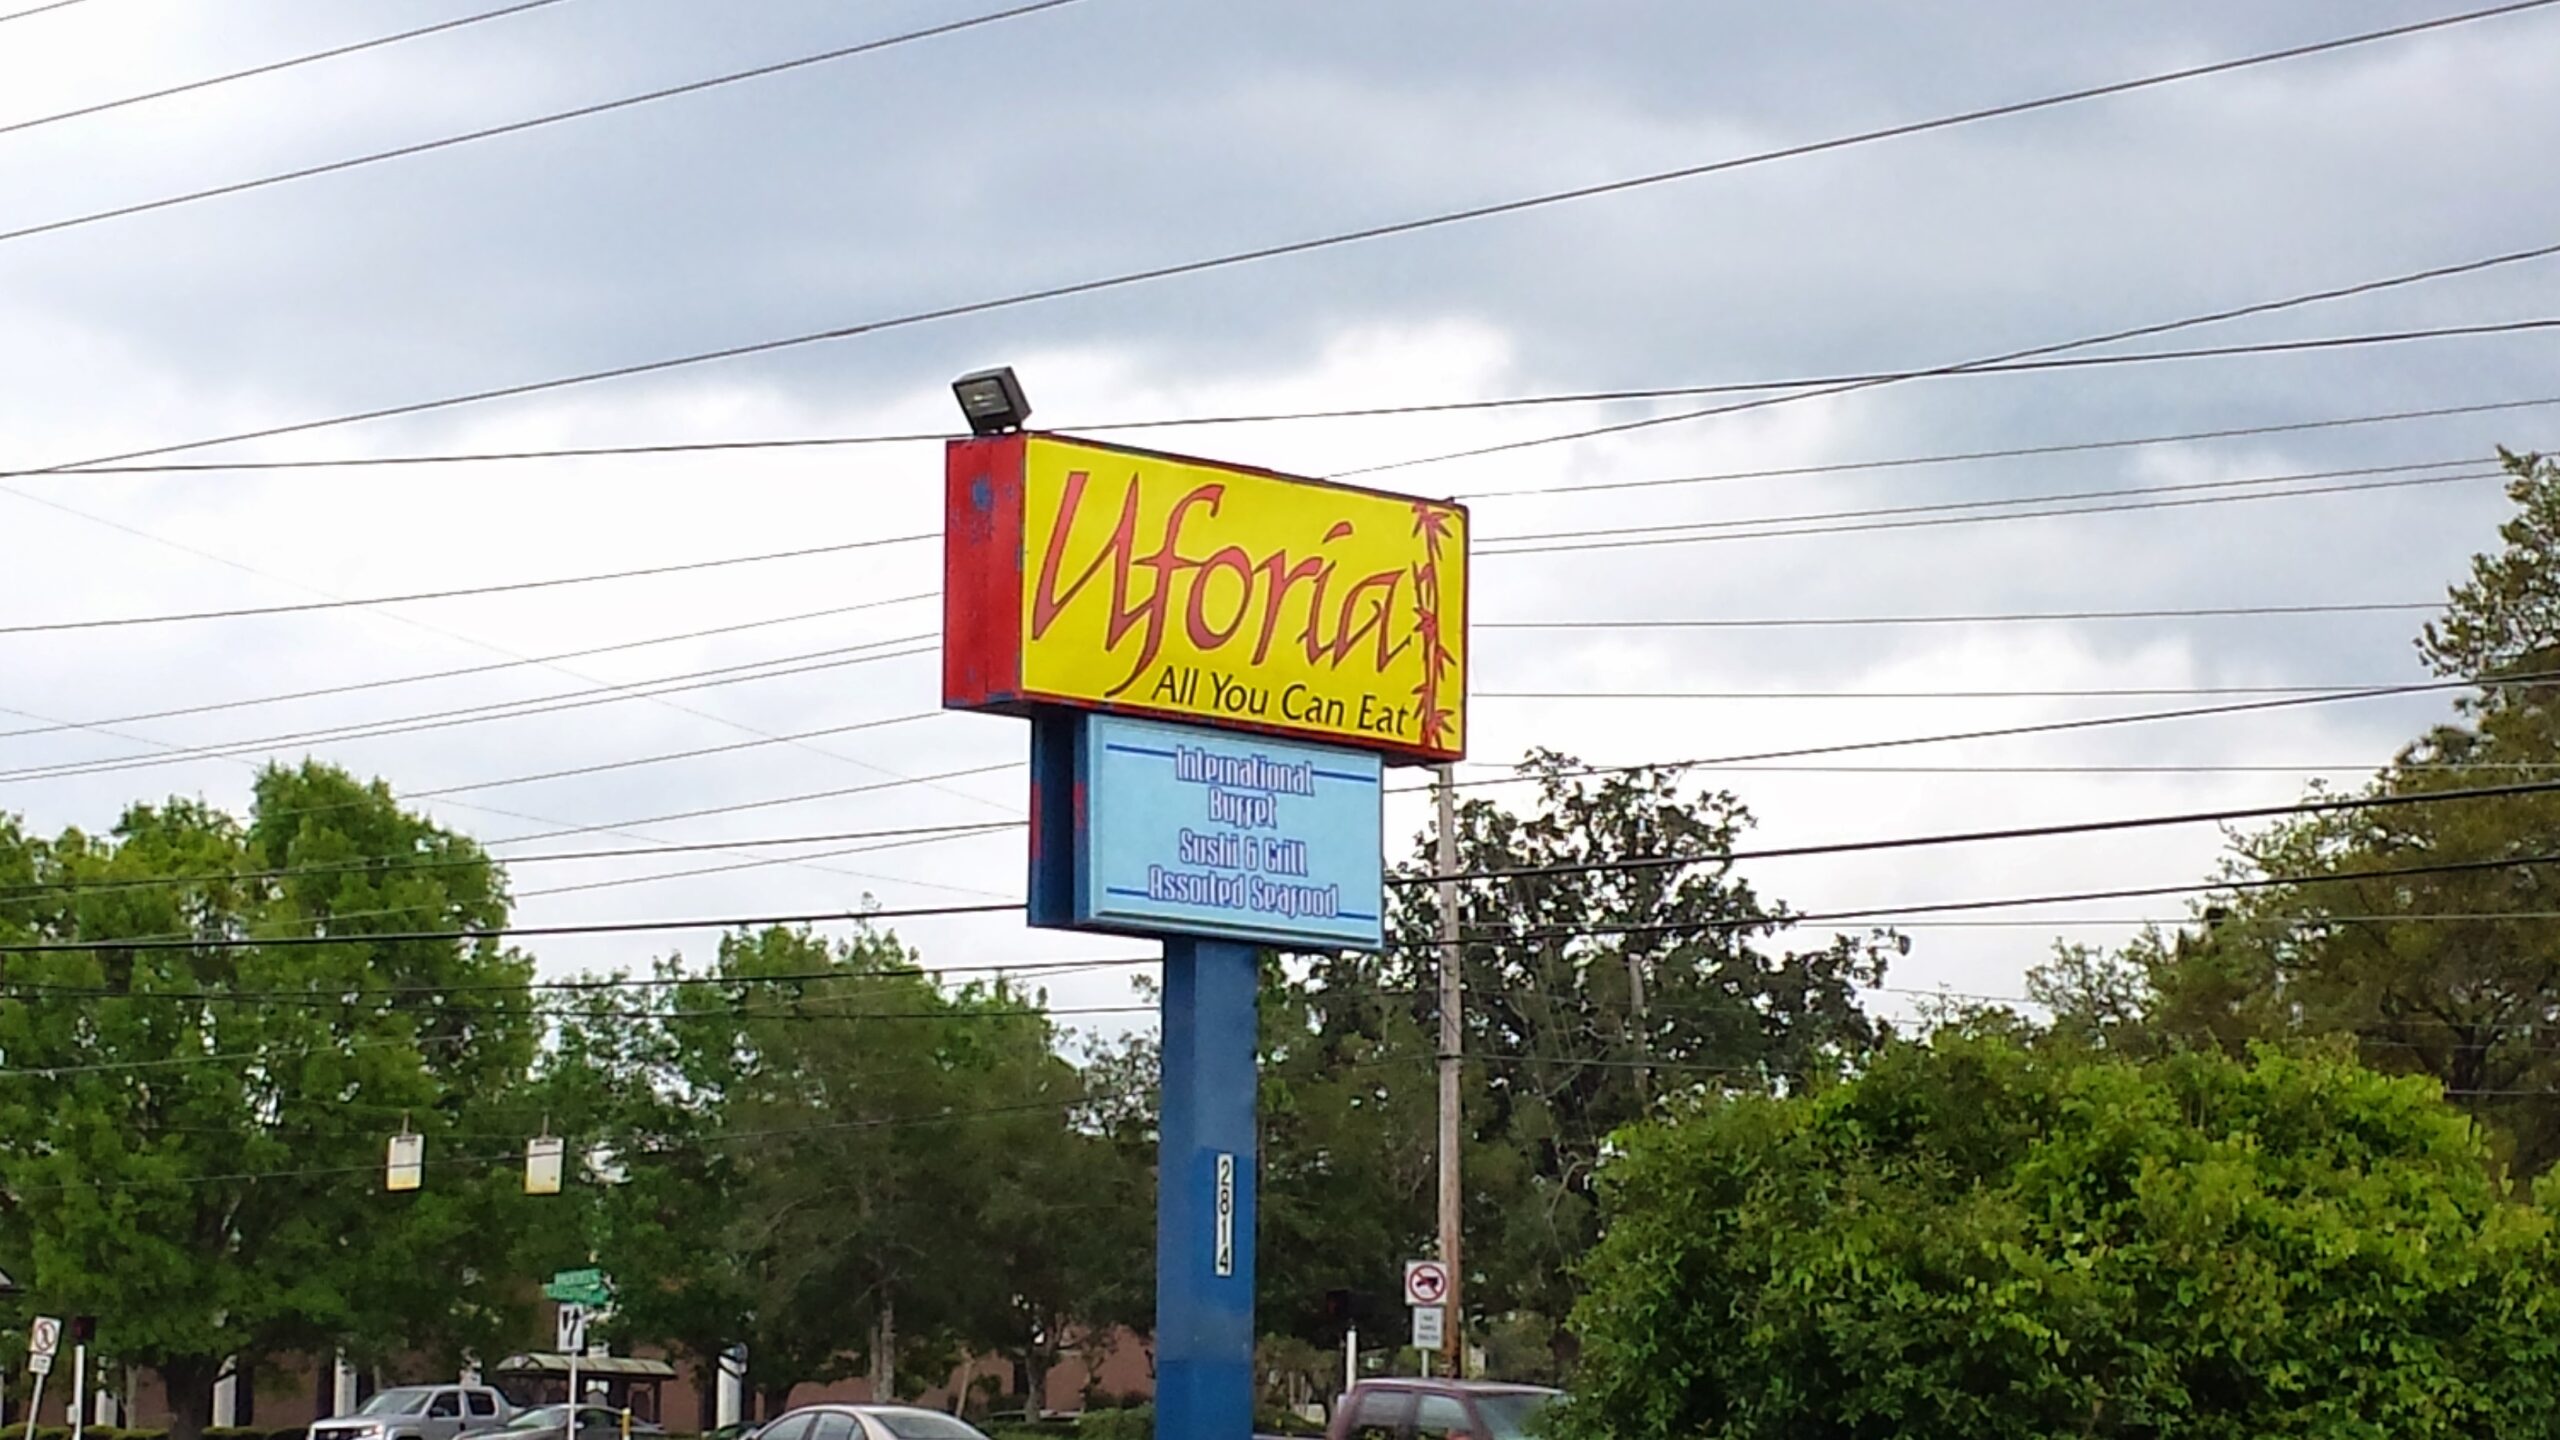 Uforia
All You Can Eat
International
Buffet
Sushi & Grill
Assorted Seafood
2814